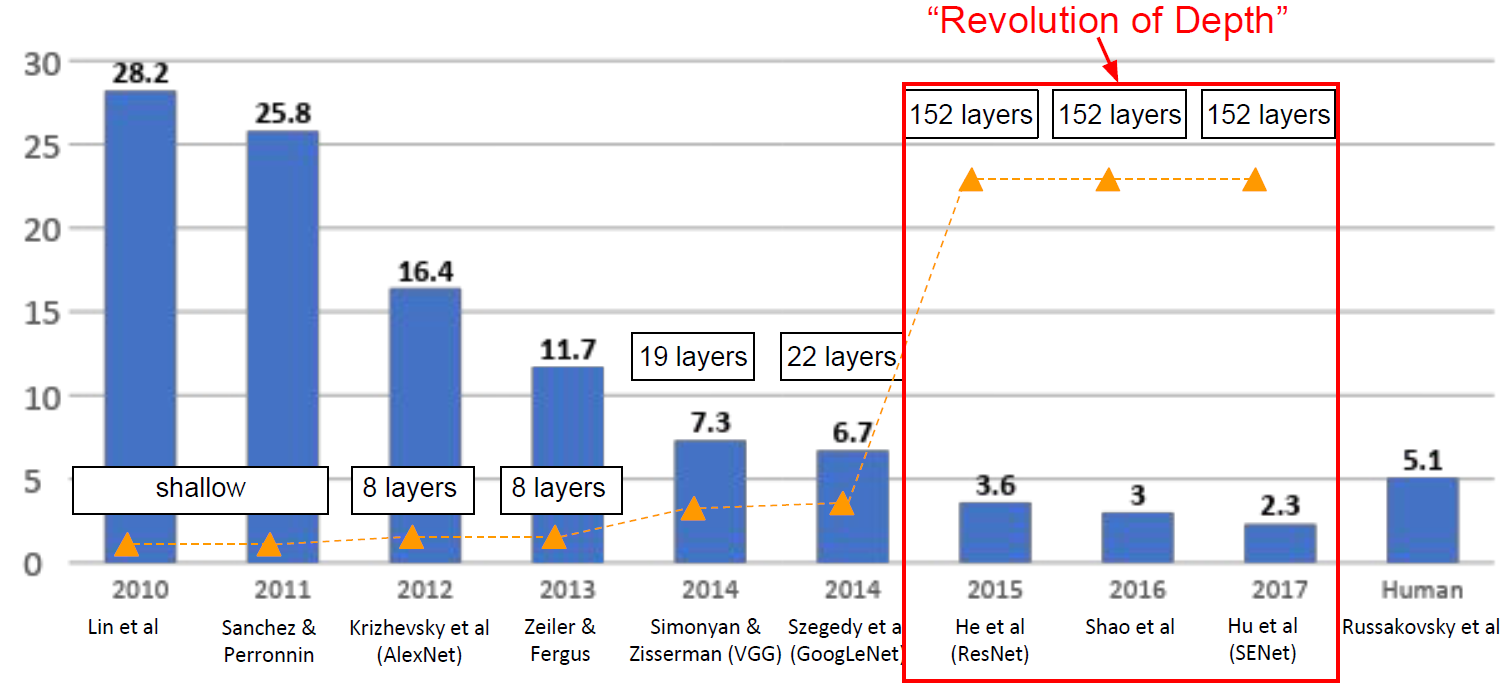 “Revolution of Depth”
30
25
20
15
10
5
0
28.2
25.8
16.4
11.7
7.3
6.7
3.6
3
2.3
5.1
152 layers
152 layers
152 layers
19 layers
22 layers
shallow
8 layers
8 layers
2010
2011
2012
2013
2014
2014
2015
2016
2017
Human
Lin et al
Sanchez &
Perronnin
Krizhevsky et al
(AlexNet)
Zeiler &
Fergus
Simonyan &
Zisserman (VGG)
Szegedy et al
(GoogLeNet)
He et al
(ResNet)
Shao et al
Hu et al
(SENet)
Russakovsky et al